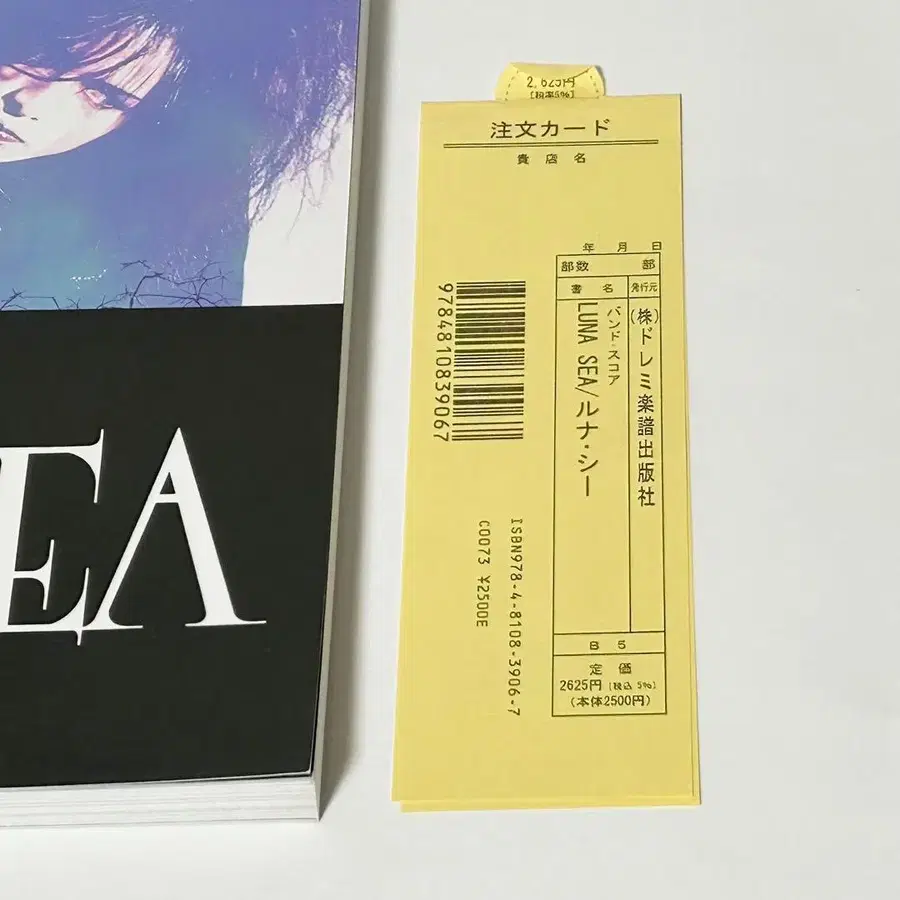 EA
2,625円
[税率5%]
注文カード
貴店名
年 月 日
部数 部
書名 発行元
(株)ドレミ楽譜出版社
バンド・スコア
LUNA SEA/ルナ・シー
9784810839067
ISBN978-4-8108-3906-7
C0073 ¥2500E
B5
定価
2625円 [税込 5%]
(本体2500円)